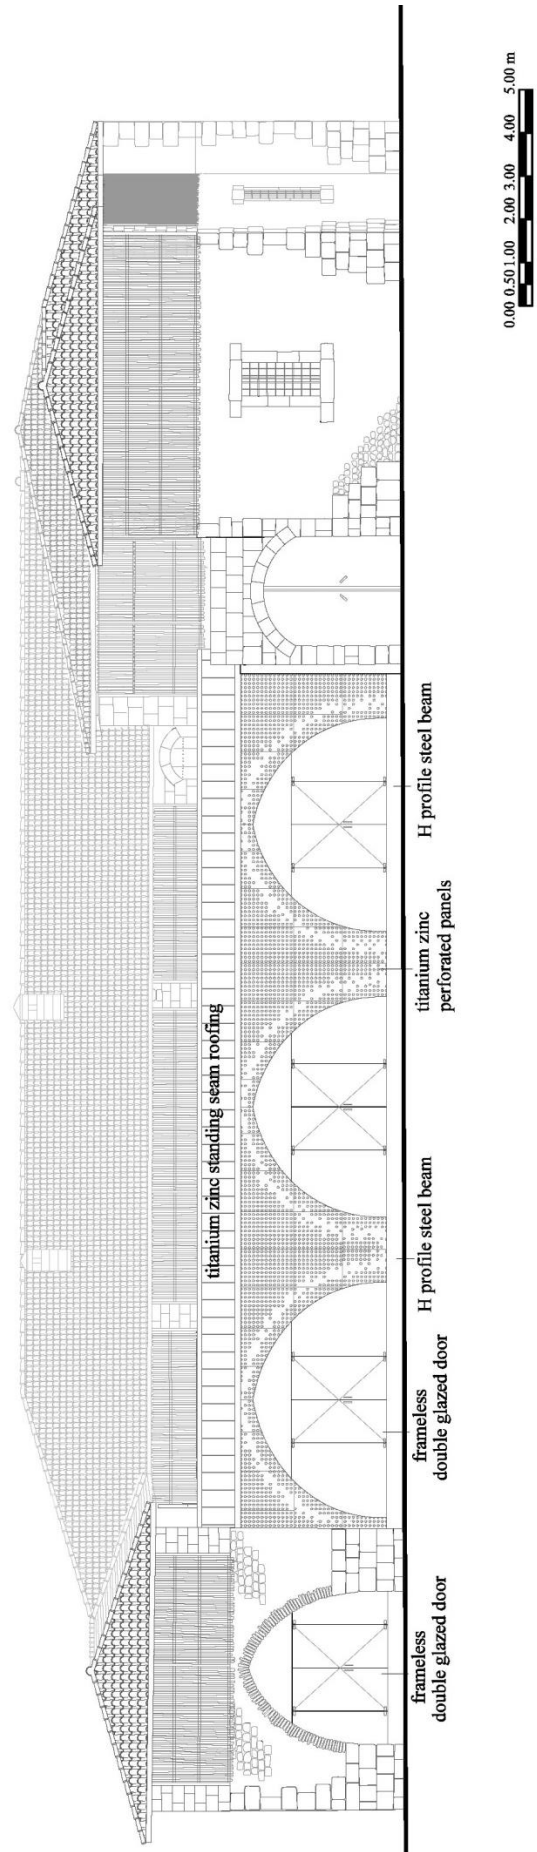 titanium zinc standing seam roofing
frameless
double glazed door
frameless
double glazed door
H profile steel beam
titanium zinc
perforated panels
H profile steel beam
0.00 0.50 1.00 2.00 3.00 4.00 5.00 m